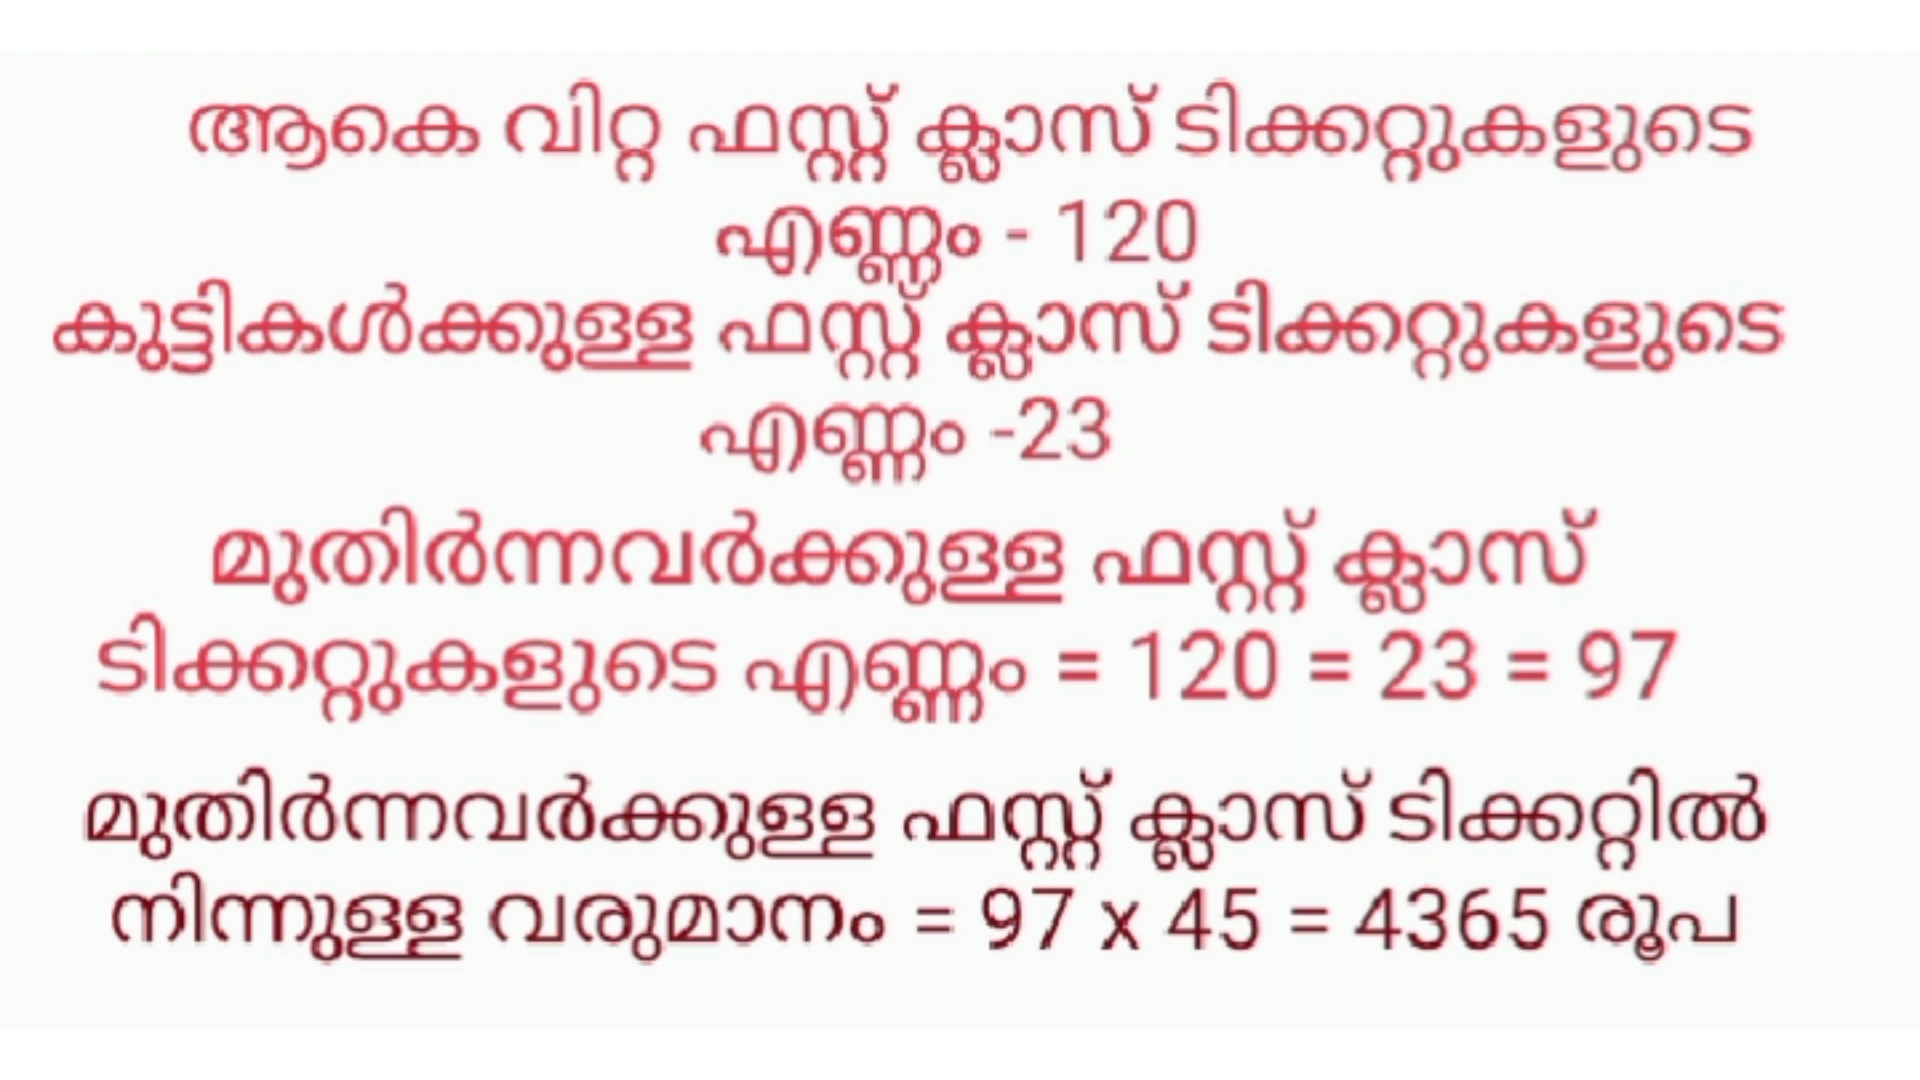 ആകെ വിറ്റ ഫസ്റ്റ് ക്ലാസ് ടിക്കറ്റുകളുടെ
എണ്ണം - 120
കുട്ടികൾക്കുള്ള ഫസ്റ്റ് ക്ലാസ് ടിക്കറ്റുകളുടെ
എണ്ണം -23
മുതിർന്നവർക്കുള്ള ഫസ്റ്റ് ക്ലാസ്
ടിക്കറ്റുകളുടെ എണ്ണം = 120 = 23 = 97
മുതിർന്നവർക്കുള്ള ഫസ്റ്റ് ക്ലാസ് ടിക്കറ്റിൽ
നിന്നുള്ള വരുമാനം = 97 x 45 = 4365 രൂപ